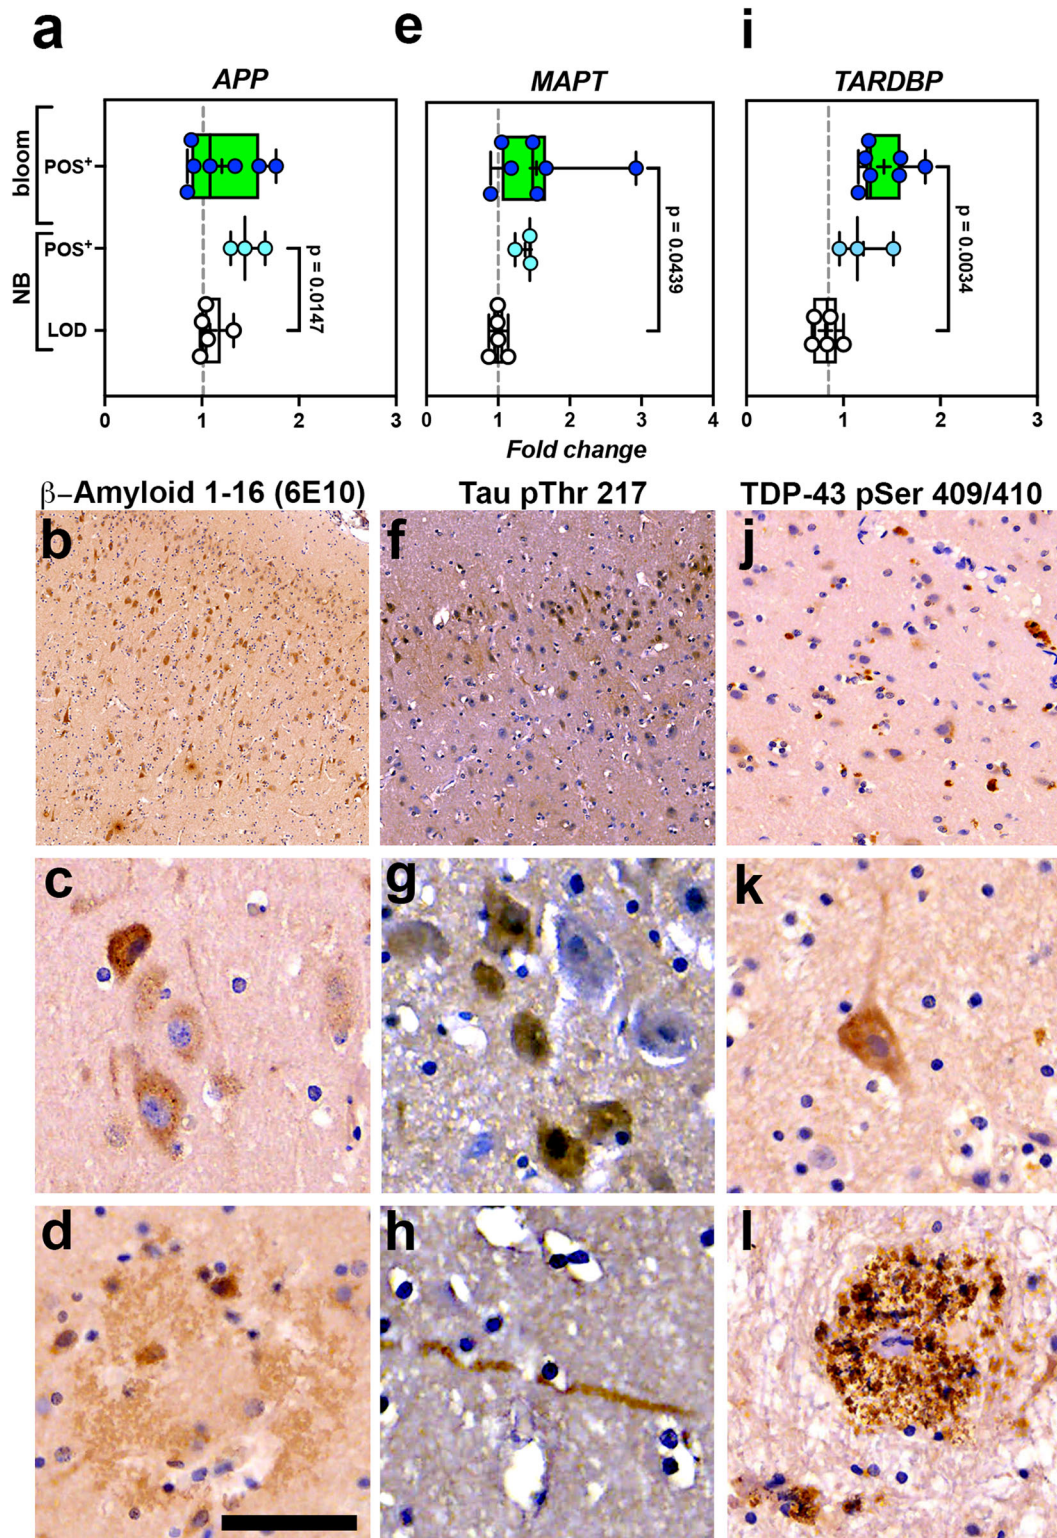 a
e
i
APP
MAPT
TARDBP
bloom
POS+
NB
POS+
LOD
p = 0.0147
p = 0.0439
p = 0.0034
0 1 2 3
0 1 2 3 4
0 1 2 3
Fold change
β–Amyloid 1-16 (6E10)
Tau pThr 217
TDP-43 pSer 409/410
b
f
j
c
g
k
d
h
l